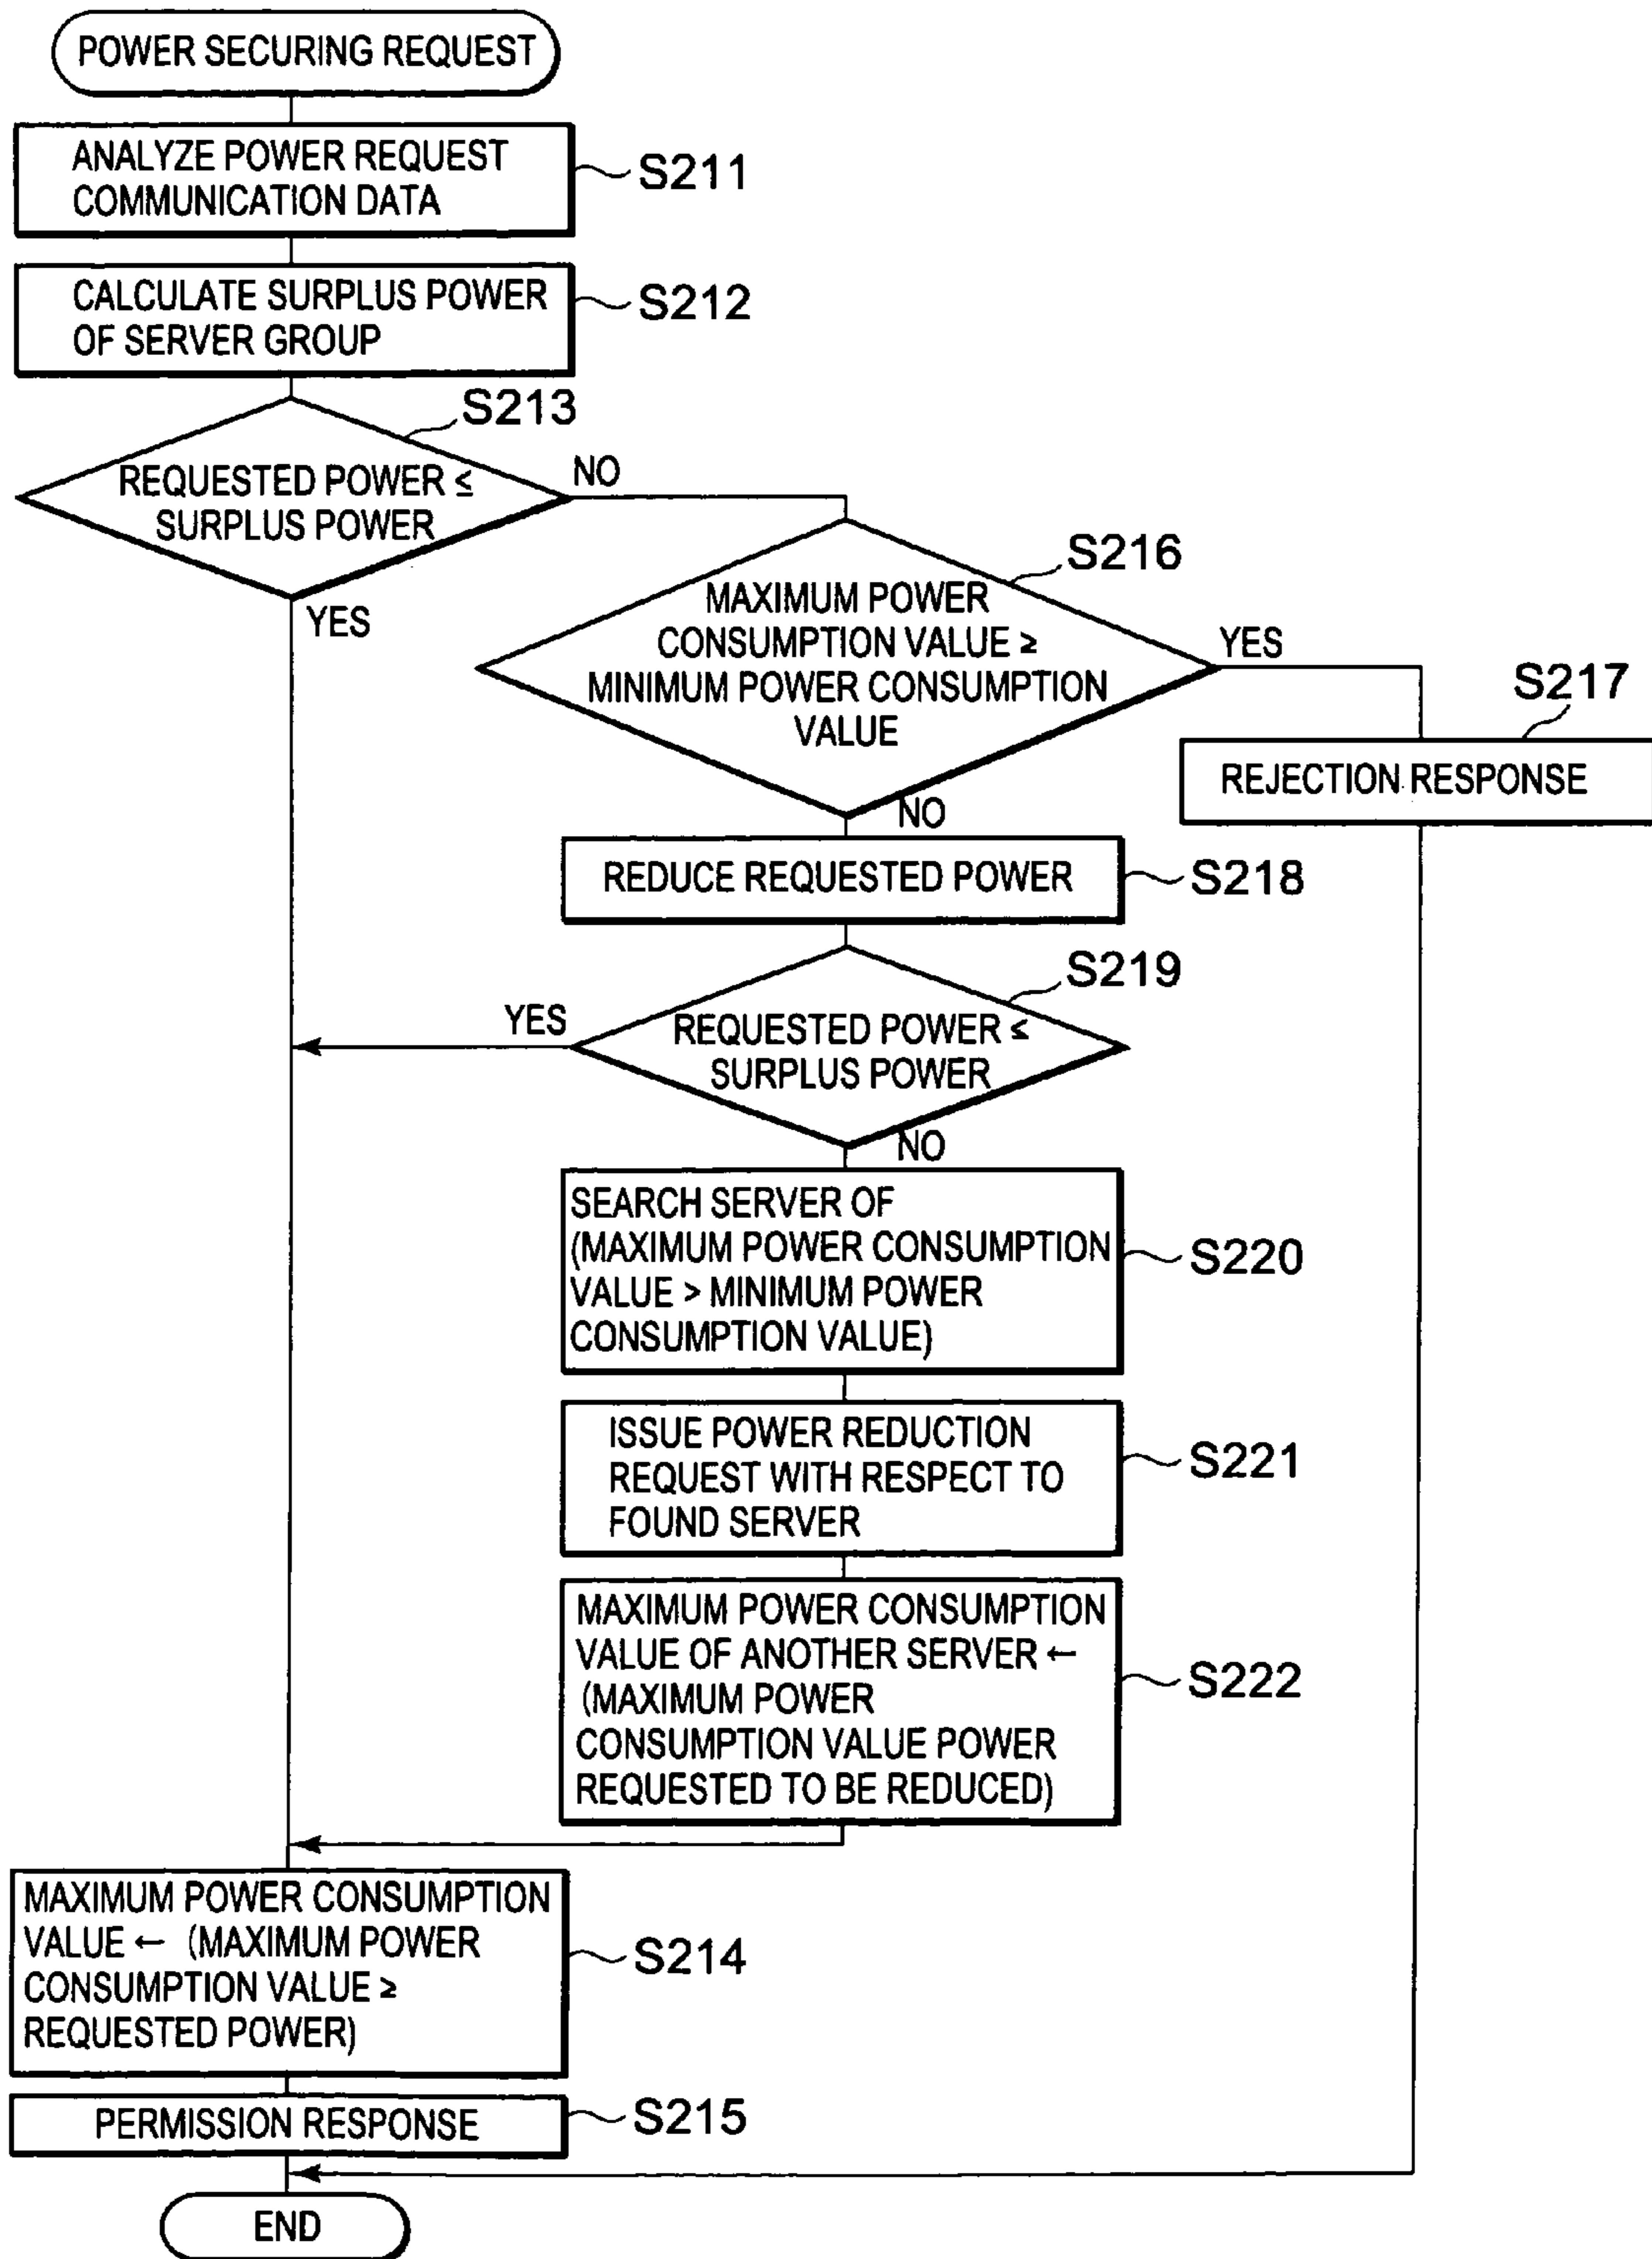 POWER SECURING REQUEST
ANALYZE POWER REQUEST
COMMUNICATION DATA
S211
CALCULATE SURPLUS POWER
OF SERVER GROUP
S212
S213
REQUESTED POWER ≤
SURPLUS POWER
NO
YES
S216
MAXIMUM POWER
CONSUMPTION VALUE ≥
MINIMUM POWER CONSUMPTION
VALUE
YES
NO
S217
REJECTION RESPONSE
REDUCE REQUESTED POWER
S218
S219
REQUESTED POWER ≤
SURPLUS POWER
YES
NO
SEARCH SERVER OF
(MAXIMUM POWER CONSUMPTION
VALUE > MINIMUM POWER
CONSUMPTION VALUE)
S220
ISSUE POWER REDUCTION
REQUEST WITH RESPECT TO
FOUND SERVER
S221
MAXIMUM POWER CONSUMPTION
VALUE OF ANOTHER SERVER ←
(MAXIMUM POWER
CONSUMPTION VALUE POWER
REQUESTED TO BE REDUCED)
S222
MAXIMUM POWER CONSUMPTION
VALUE ← (MAXIMUM POWER
CONSUMPTION VALUE ≥
REQUESTED POWER)
S214
PERMISSION RESPONSE
S215
END